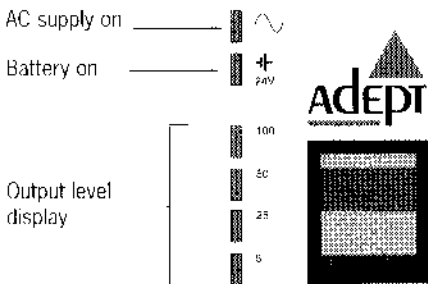 AC supply on
Battery on
24V
ADEPT
100
50
Output level
display
25
5